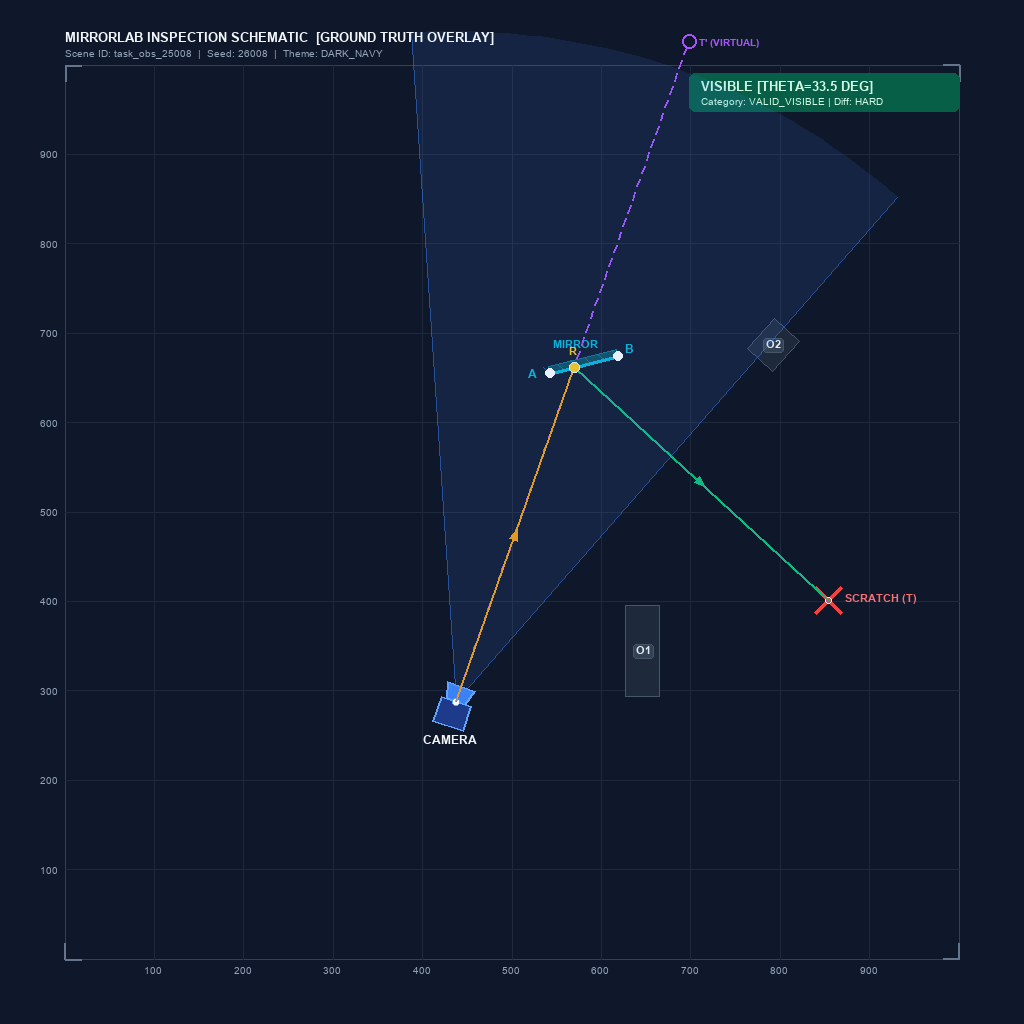 MIRRORLAB INSPECTION SCHEMATIC  [GROUND TRUTH OVERLAY]
Scene ID: task_obs_25008  |  Seed: 26008  |  Theme: DARK_NAVY
T' (VIRTUAL)
VISIBLE [THETA=33.5 DEG]
Category: VALID_VISIBLE | Diff: HARD
900
800
700
600
500
400
300
200
100
MIRROR
R
A
B
O2
SCRATCH (T)
O1
CAMERA
100
200
300
400
500
600
700
800
900